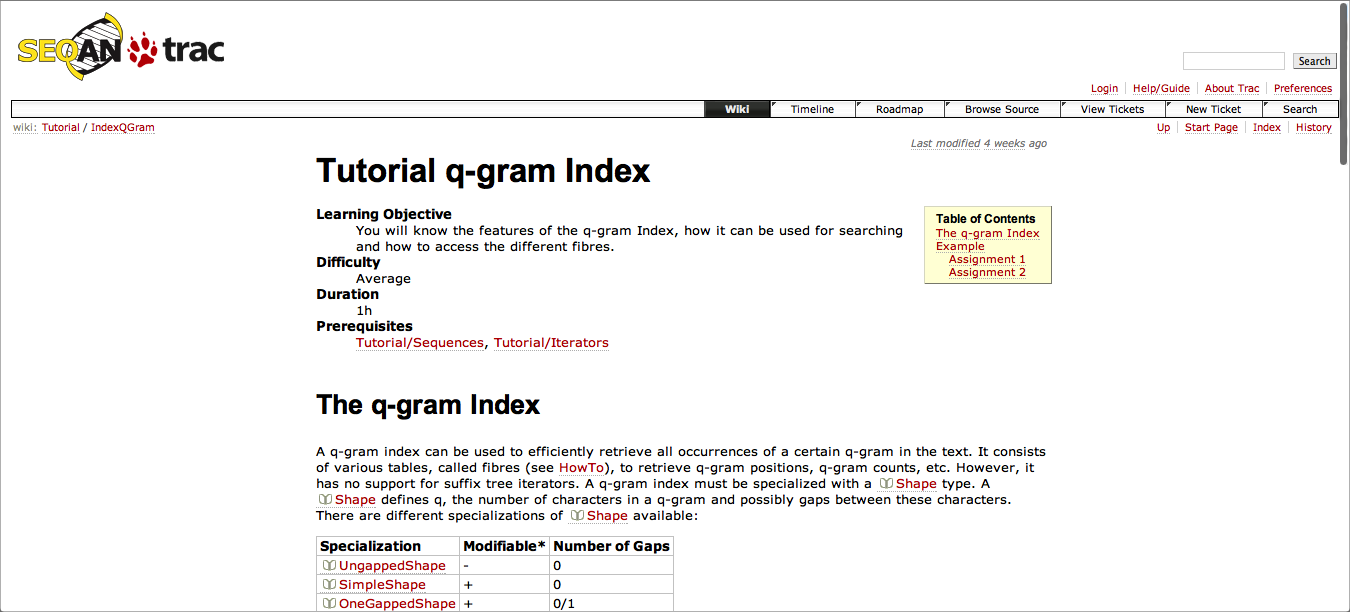 SEQAN trac
Search
Login Help/Guide About Trac Preferences
Wiki Timeline Roadmap Browse Source View Tickets New Ticket Search
wiki: Tutorial / IndexQGram
Up Start Page Index History
Last modified 4 weeks ago
Tutorial q-gram Index
Learning Objective
You will know the features of the q-gram Index, how it can be used for searching
and how to access the different fibres.
Difficulty
Average
Duration
1h
Prerequisites
Tutorial/Sequences, Tutorial/Iterators
Table of Contents
The q-gram Index
Example
Assignment 1
Assignment 2
The q-gram Index
A q-gram index can be used to efficiently retrieve all occurrences of a certain q-gram in the text. It consists
of various tables, called fibres (see HowTo), to retrieve q-gram positions, q-gram counts, etc. However, it
has no support for suffix tree iterators. A q-gram index must be specialized with a Shape type. A
Shape defines q, the number of characters in a q-gram and possibly gaps between these characters.
There are different specializations of Shape available:
Specialization Modifiable* Number of Gaps
UngappedShape - 0
SimpleShape + 0
OneGappedShape + 0/1